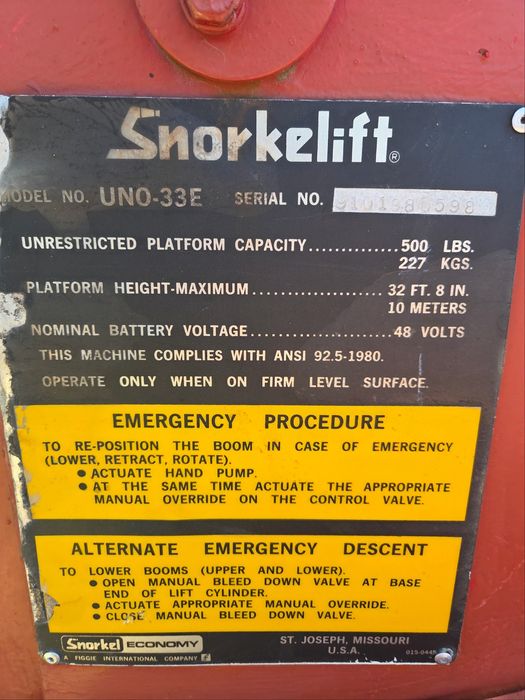 Snorkelift®
MODEL NO. UNO-33E SERIAL NO.
UNRESTRICTED PLATFORM CAPACITY..............500 LBS.
227 KGS.
PLATFORM HEIGHT-MAXIMUM.....................32 FT. 8 IN.
10 METERS
NOMINAL BATTERY VOLTAGE.....................48 VOLTS
THIS MACHINE COMPLIES WITH ANSI 92.5-1980.
OPERATE ONLY WHEN ON FIRM LEVEL SURFACE.
EMERGENCY PROCEDURE
TO RE-POSITION THE BOOM IN CASE OF EMERGENCY
(LOWER, RETRACT, ROTATE).
● ACTUATE HAND PUMP.
● AT THE SAME TIME ACTUATE THE APPROPRIATE
MANUAL OVERRIDE ON THE CONTROL VALVE.
ALTERNATE EMERGENCY DESCENT
TO LOWER BOOMS (UPPER AND LOWER).
● OPEN MANUAL BLEED DOWN VALVE AT BASE
END OF LIFT CYLINDER.
● ACTUATE APPROPRIATE MANUAL OVERRIDE.
● CLOSE MANUAL BLEED DOWN VALVE.
Snorkel ECONOMY
A FIGGIE INTERNATIONAL COMPANY
ST. JOSEPH, MISSOURI
U.S.A.